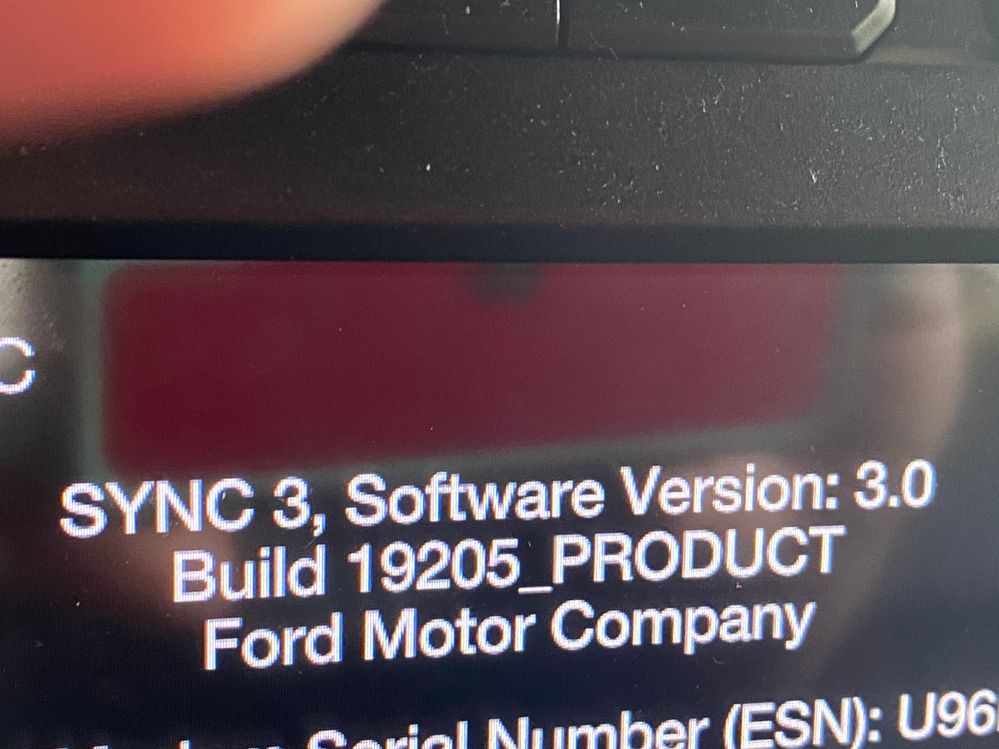 C
SYNC 3, Software Version: 3.0
Build 19205_PRODUCT
Ford Motor Company
Serial Number (ESN): U96